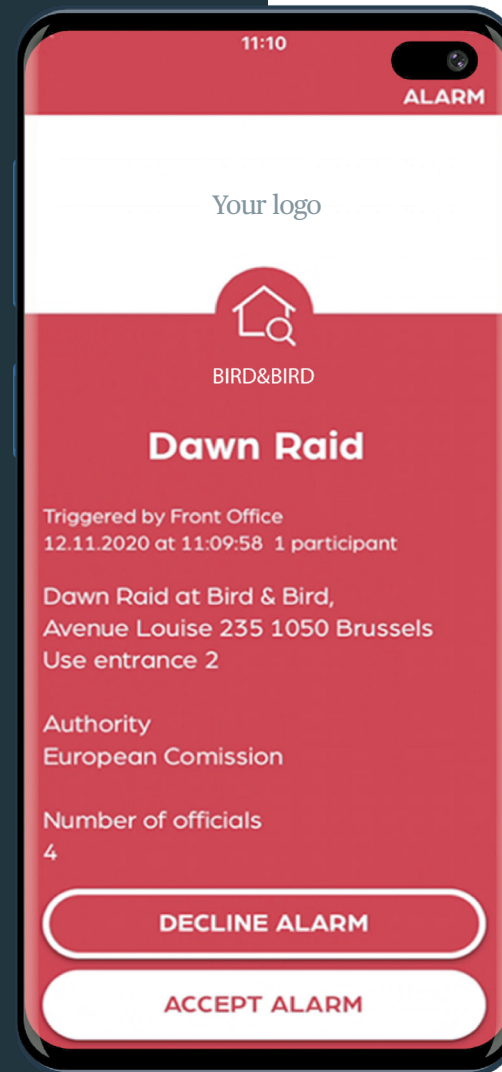 11:10
ALARM
Your logo
BIRD&BIRD
Dawn Raid
Triggered by Front Office
12.11.2020 at 11:09:58 1 participant
Dawn Raid at Bird & Bird,
Avenue Louise 235 1050 Brussels
Use entrance 2
Authority
European Comission
Number of officials
4
DECLINE ALARM
ACCEPT ALARM